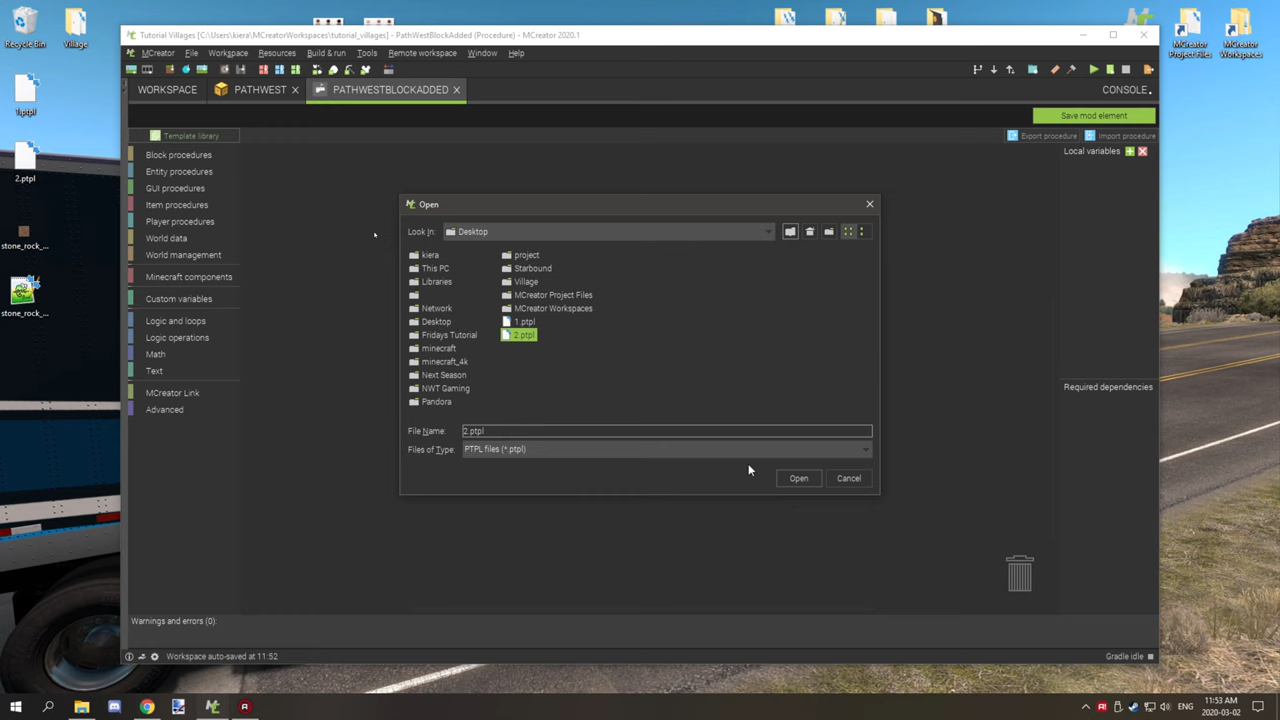 Recycle Bin
Village
MCreator Project Files
MCreator Workspaces
1.ptpl
2.ptpl
stone_rock_...
stone_rock_...
Tutorial Villages [C:\Users\kiera\MCreatorWorkspaces\tutorial_villages] - PathWestBlockAdded (Procedure) - MCreator 2020.1
MCreator File Workspace Resources Build & run Tools Remote workspace Window Help
WORKSPACE PATHWEST PATHWESTBLOCKADDED CONSOLE
Save mod element
Template library Export procedure Import procedure
Block procedures
Entity procedures
GUI procedures
Item procedures
Player procedures
World data
World management
Minecraft components
Custom variables
Logic and loops
Logic operations
Math
Text
MCreator Link
Advanced
Local variables
Required dependencies
Open
Look In: Desktop
kiera
This PC
Libraries
Network
Desktop
Fridays Tutorial
minecraft
minecraft_4k
Next Season
NWT Gaming
Pandora
project
Starbound
Village
MCreator Project Files
MCreator Workspaces
1.ptpl
2.ptpl
File Name: 2.ptpl
Files of Type: PTPL files (*.ptpl)
Open Cancel
Warnings and errors (0):
Workspace auto-saved at 11:52 Gradle idle
ENG
11:53 AM
2020-03-02